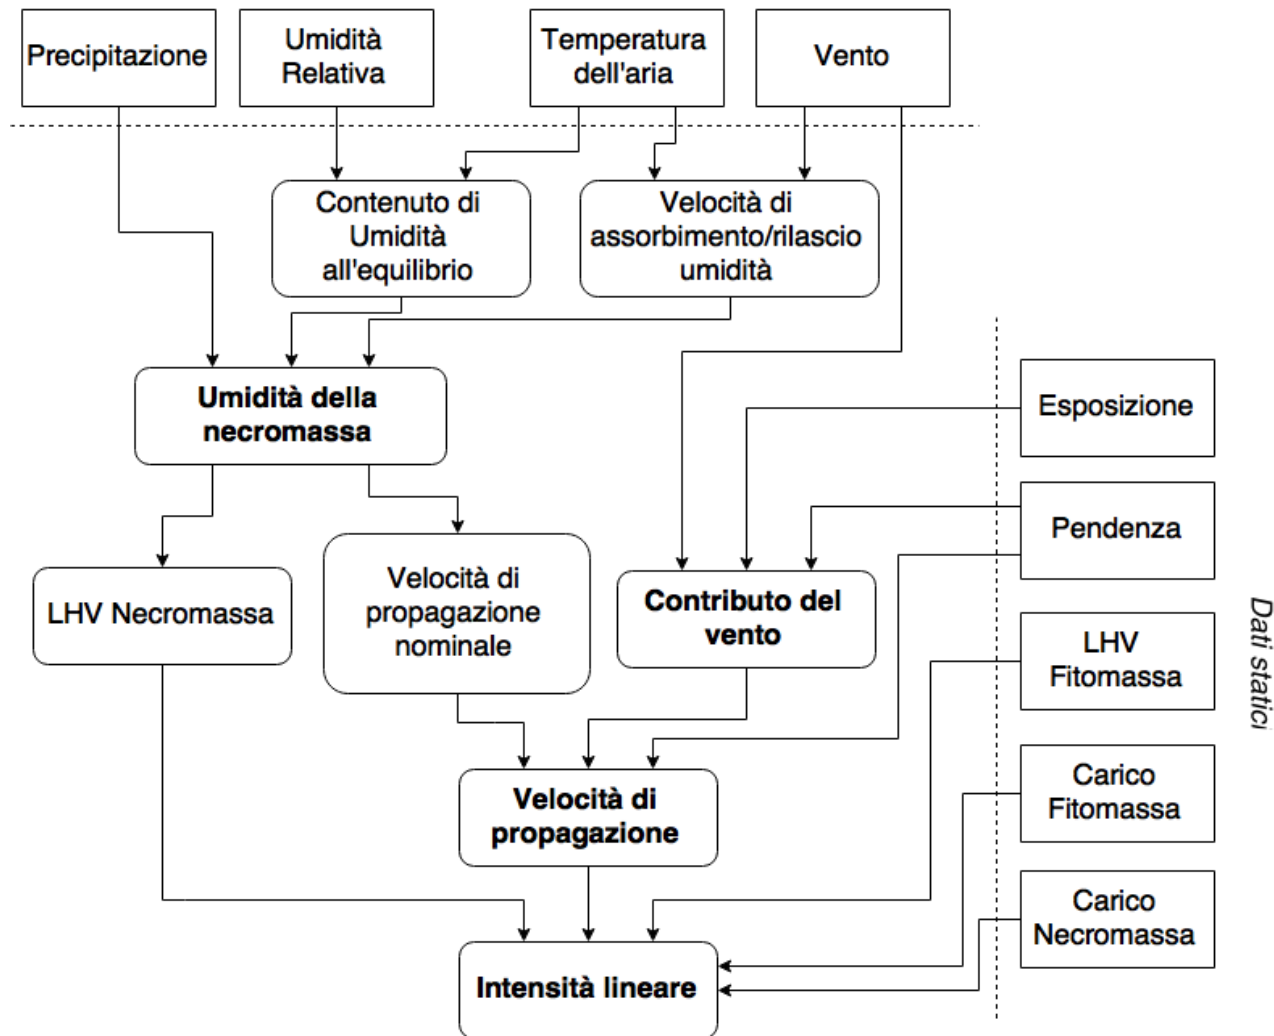 Precipitazione
Umidità
Relativa
Temperatura
dell'aria
Vento
Contenuto di
Umidità
all'equilibrio
Velocità di
assorbimento/rilascio
umidità
Umidità della
necromassa
Esposizione
Pendenza
LHV Necromassa
Velocità di
propagazione
nominale
Contributo del
vento
LHV
Fitomassa
Dati statici
Velocità di
propagazione
Carico
Fitomassa
Carico
Necromassa
Intensità lineare